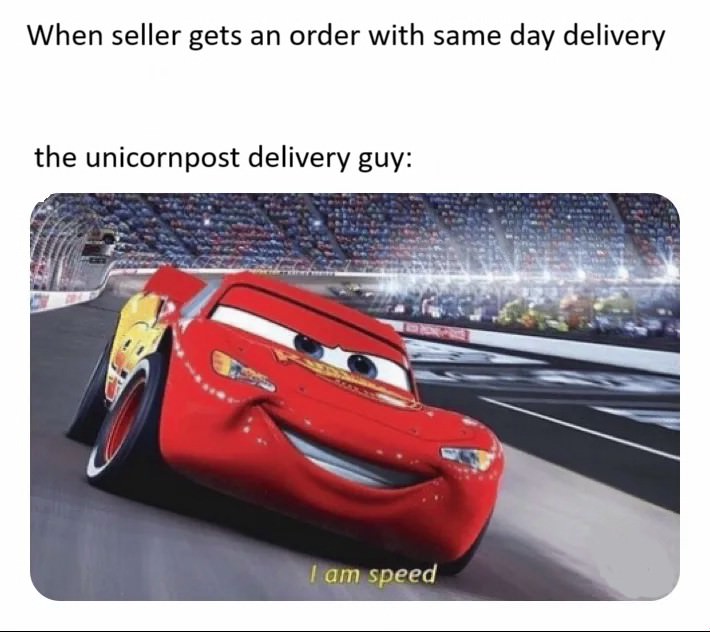 When seller gets an order with same day delivery
the unicornpost delivery guy:
I am speed